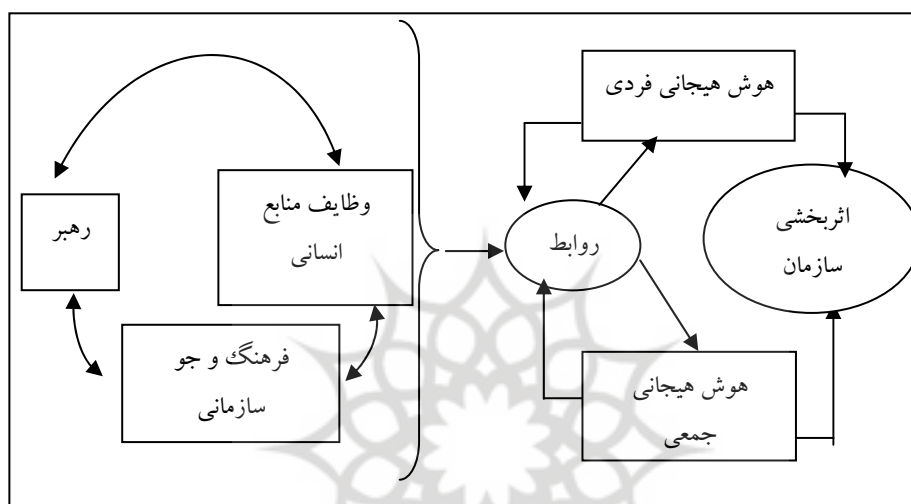 هوش هیجانی فردی
وظایف منابع
انسانی
رهبر
روابط
اثربخشی
سازمان
فرهنگ و جو
سازمانی
هوش هیجانی
جمعی